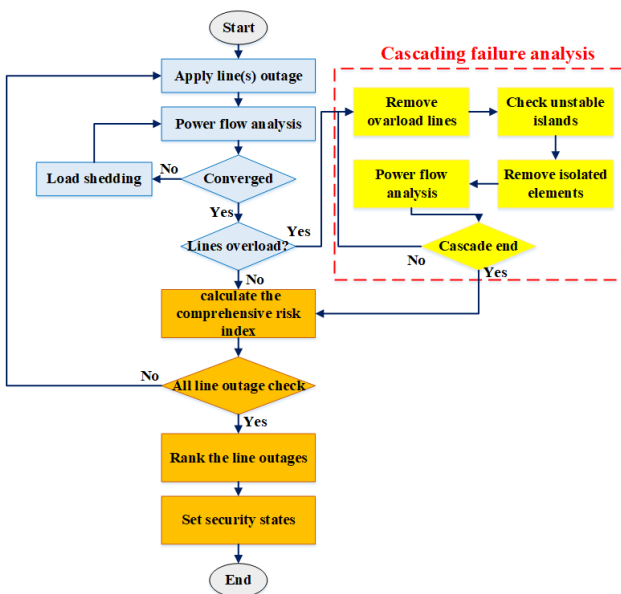 Start
Cascading failure analysis
Apply line(s) outage
Remove
ovarload lines
Check unstable
islands
Power flow analysis
Load shedding
No
Converged
Power flow
analysis
Remove isolated
elements
Yes
Yes
Lines overload?
Cascade end
No
Yes
No
calculate the
comprehensive risk
index
No
All line outage check
Yes
Rank the line outages
Set security states
End